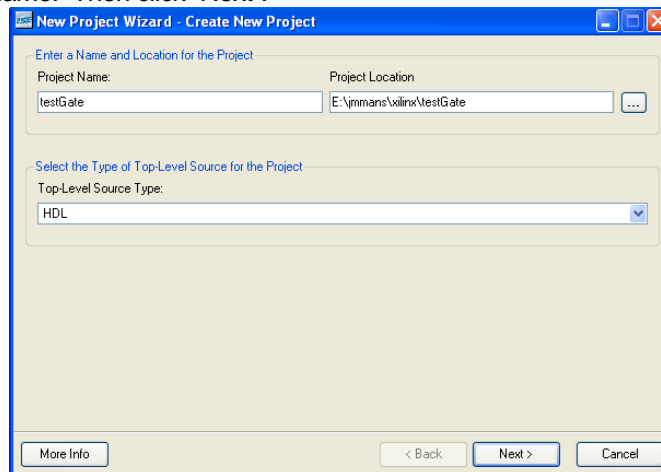 Then click
New Project Wizard - Create New Project
Enter a Name and Location for the Project
Project Name:
Project Location
testGate
E:\jmmans\xilinx\testGate
...
Select the Type of Top-Level Source for the Project
Top-Level Source Type:
HDL
More Info
< Back
Next >
Cancel